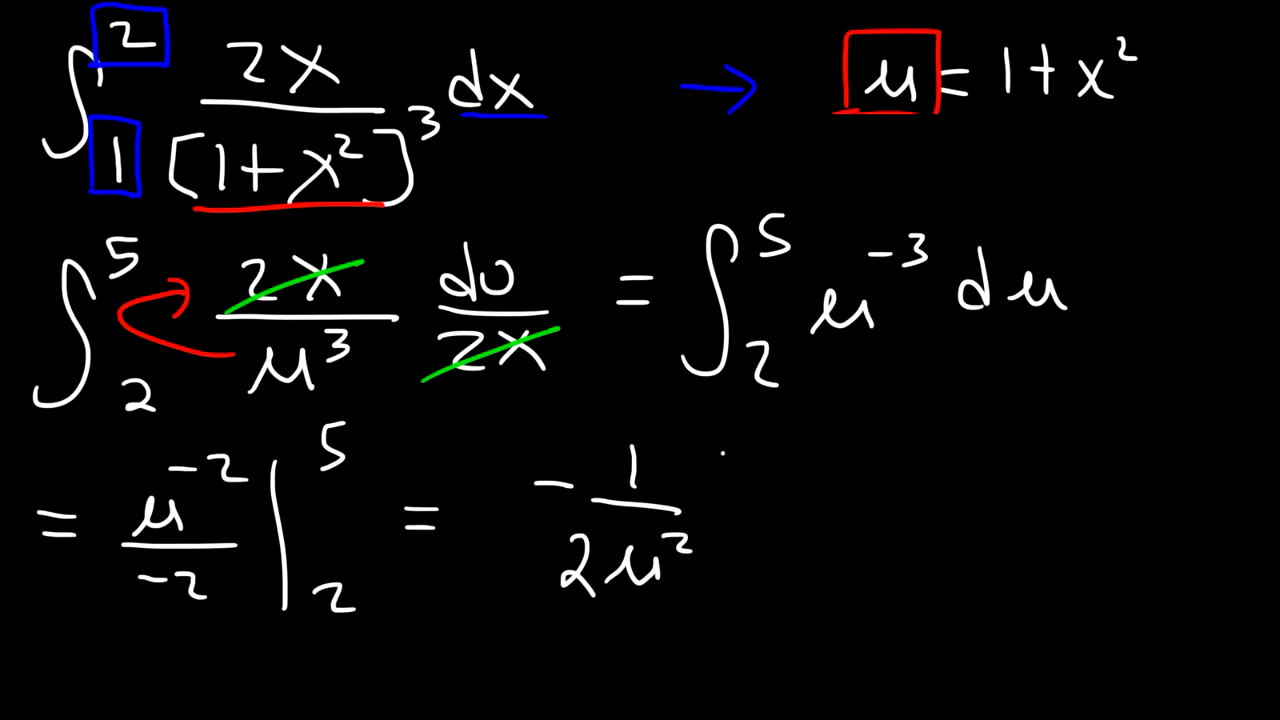 ∫₁² 2x/[1+x²]³ dx → u = 1+x²
∫₂⁵ 2x/u³ du/2x = ∫₂⁵ u⁻³ du
= u⁻²/-2 |₂⁵ = -1/2u²